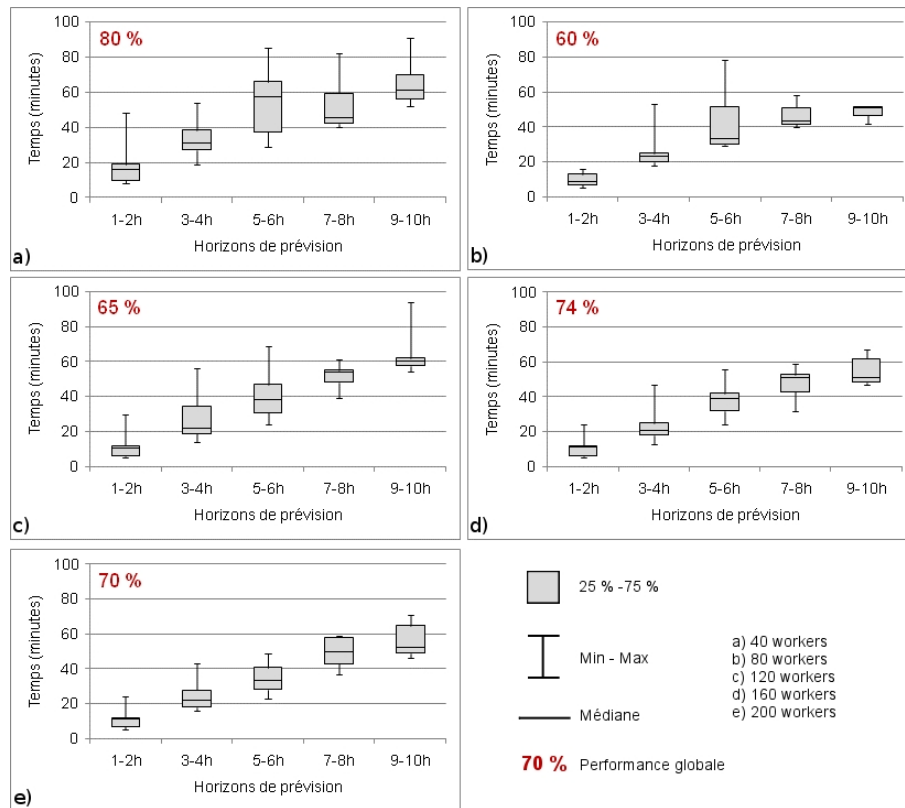 80 %
100
80
60
40
20
0
Temps (minutes)
1-2h 3-4h 5-6h 7-8h 9-10h
Horizons de prévision
a)
60 %
100
80
60
40
20
0
Temps (minutes)
1-2h 3-4h 5-6h 7-8h 9-10h
Horizons de prévision
b)
65 %
100
80
60
40
20
0
Temps (minutes)
1-2h 3-4h 5-6h 7-8h 9-10h
Horizons de prévision
c)
74 %
100
80
60
40
20
0
Temps (minutes)
1-2h 3-4h 5-6h 7-8h 9-10h
Horizons de prévision
d)
70 %
100
80
60
40
20
0
Temps (minutes)
1-2h 3-4h 5-6h 7-8h 9-10h
Horizons de prévision
e)
25 % -75 %
Min - Max
Médiane
70 % Performance globale
a) 40 workers
b) 80 workers
c) 120 workers
d) 160 workers
e) 200 workers